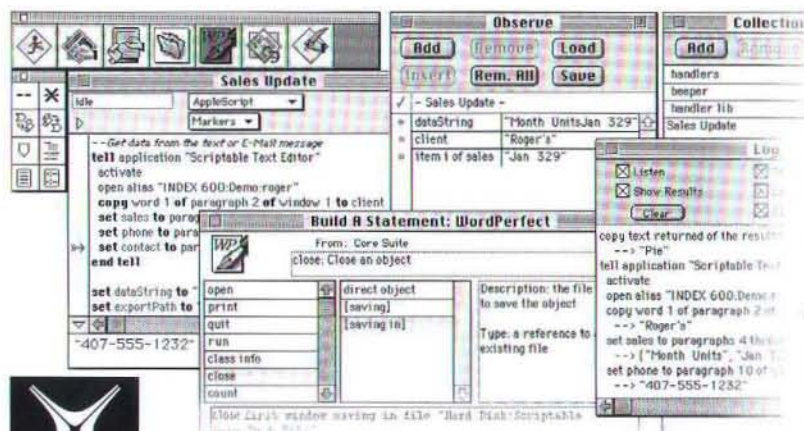 Sales Update
Idle
AppleScript
Markers
--Get data from the text or E-Mail message
tell application "Scriptable Text Editor"
activate
open alias "INDEX 600:Demo:roger"
copy word 1 of paragraph 2 of window 1 to client
set sales to parag
set phone to para
set contact to par
end tell
set dataString to "
set exportPath to "
"407-555-1232"
Observe
Add
Remove
Load
Insert
Rem. All
Save
- Sales Update -
dataString
"Month UnitsJan 329"
client
"Roger's"
item i of sales
"Jan 329"
Collection
Add
handlers
beeper
handler lib
Sales Update
Build A Statement: WordPerfect
WP
From: Core Suite
close: Close an object
open
print
quit
run
class info
close
count
direct object
[saving]
[saving in]
Description: the file
to save the object
Type: a reference to
existing file
close first window saving in file "Hard Disk:Scriptable
Log
Listen
Show Results
Clear
copy text returned of the result
--> "Pie"
tell application "Scriptable Text
activate
open alias "INDEX 600:Demo:r
copy word 1 of paragraph 2 of
--> "Roger's"
set sales to paragraphs 4 thro
--> {"Month Units", "Jan
set phone to paragraph 10 of
--> "407-555-1232"